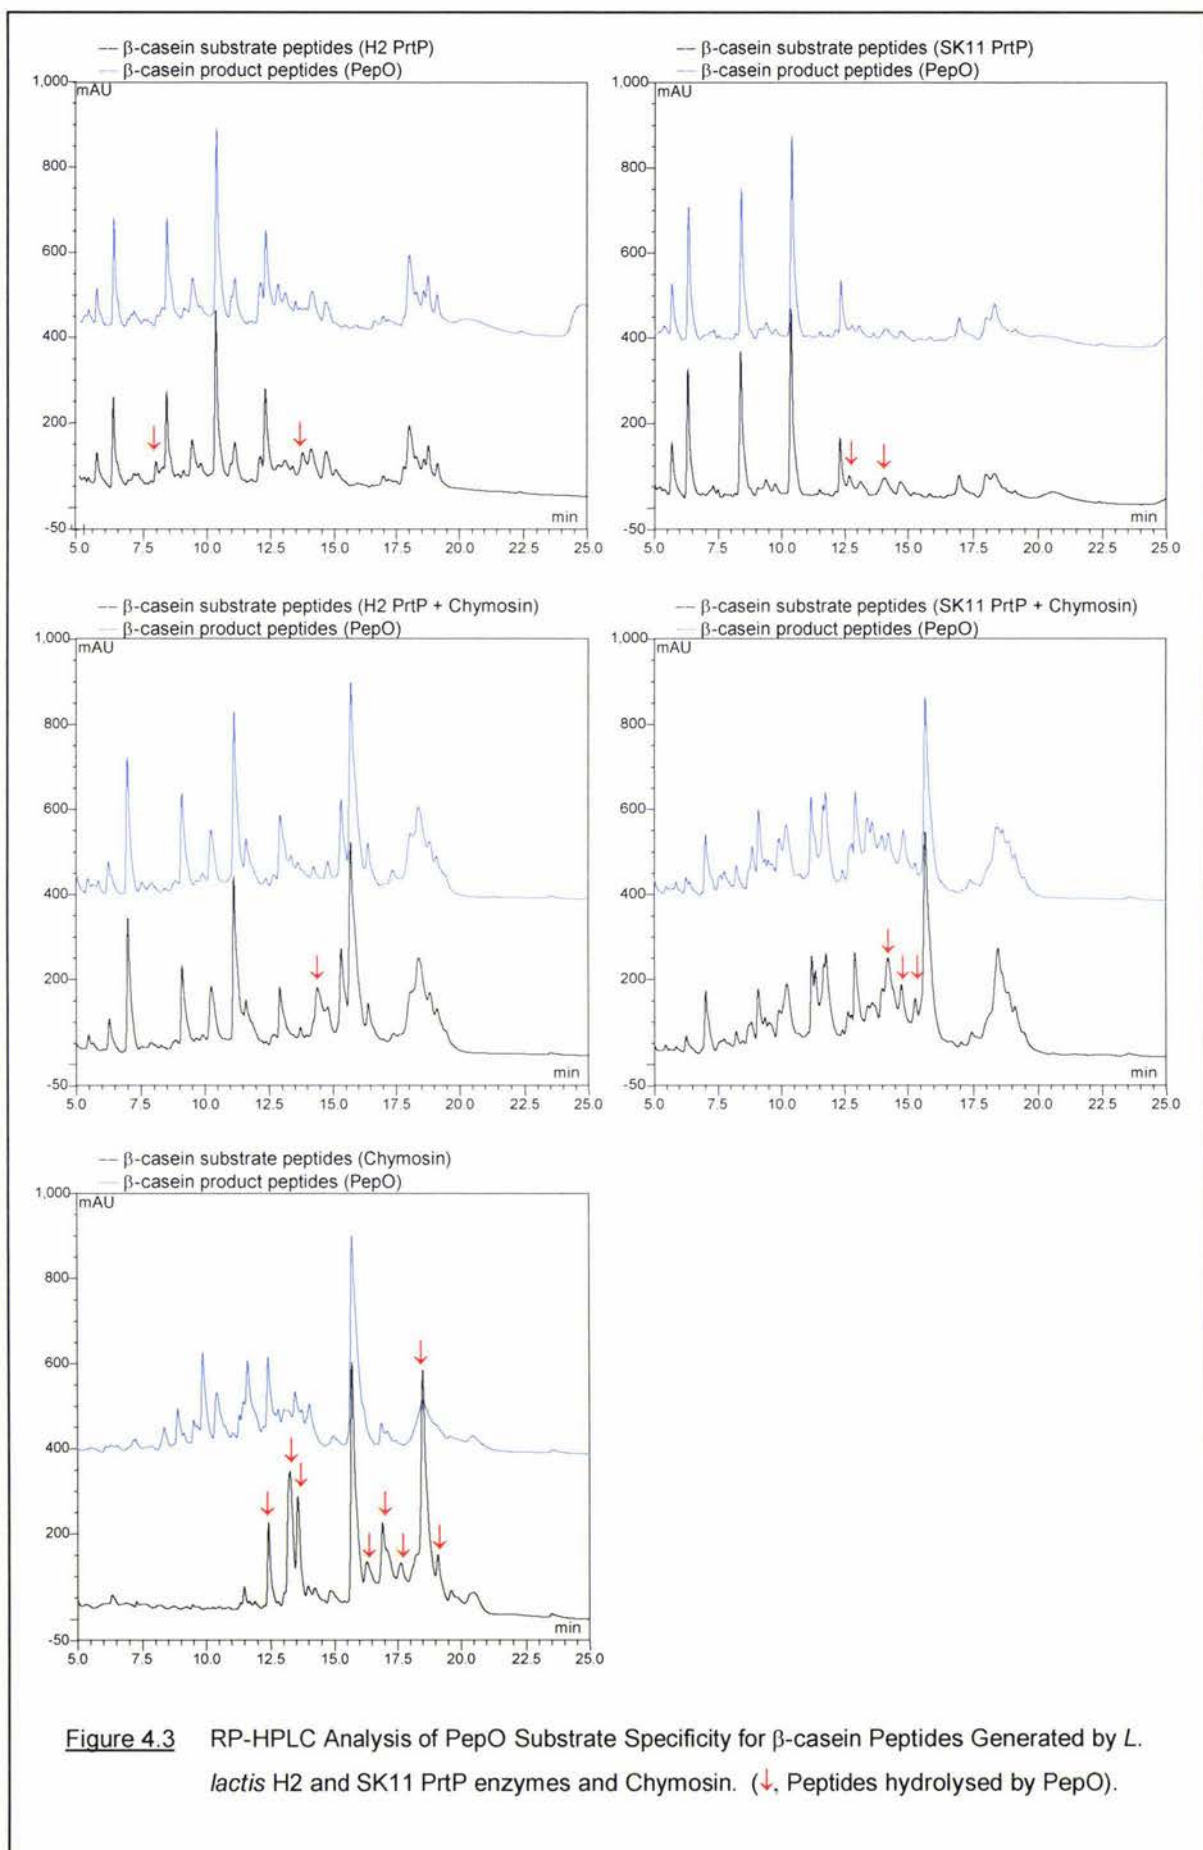 β-casein substrate peptides (H2 PrtP)
β-casein product peptides (PepO)
1,000
mAU
800
600
400
200
-50
min
5.0 7.5 10.0 12.5 15.0 17.5 20.0 22.5 25.0
β-casein substrate peptides (SK11 PrtP)
β-casein product peptides (PepO)
1,000
mAU
800
600
400
200
-50
min
5.0 7.5 10.0 12.5 15.0 17.5 20.0 22.5 25.0
β-casein substrate peptides (H2 PrtP + Chymosin)
β-casein product peptides (PepO)
1,000
mAU
800
600
400
200
-50
min
5.0 7.5 10.0 12.5 15.0 17.5 20.0 22.5 25.0
β-casein substrate peptides (SK11 PrtP + Chymosin)
β-casein product peptides (PepO)
1,000
mAU
800
600
400
200
-50
min
5.0 7.5 10.0 12.5 15.0 17.5 20.0 22.5 25.0
β-casein substrate peptides (Chymosin)
β-casein product peptides (PepO)
1,000
mAU
800
600
400
200
-50
min
5.0 7.5 10.0 12.5 15.0 17.5 20.0 22.5 25.0
Figure 4.3 RP-HPLC Analysis of PepO Substrate Specificity for β-casein Peptides Generated by L.
lactis H2 and SK11 PrtP enzymes and Chymosin. (↓, Peptides hydrolysed by PepO).